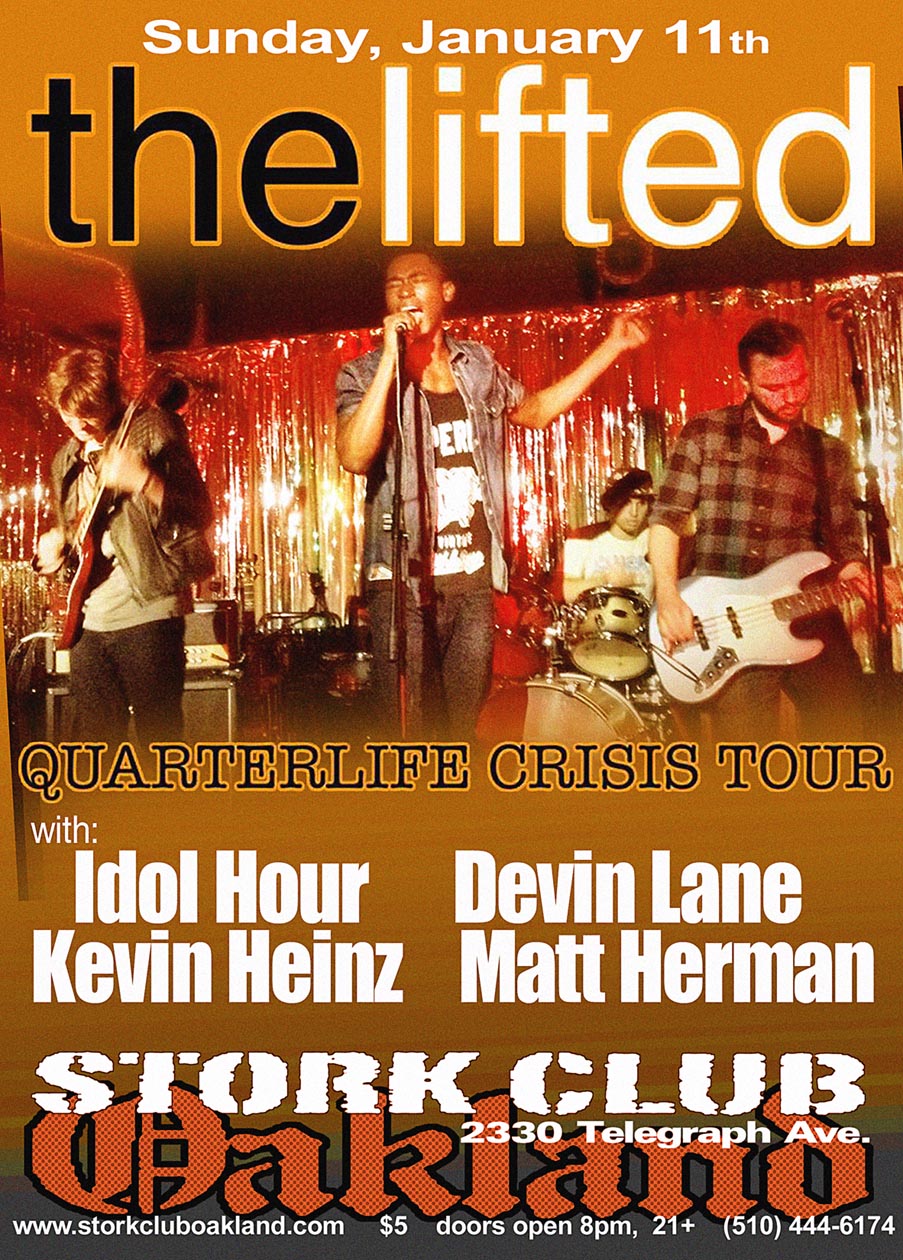 Sunday, January 11th
thelifted
QUARTERLIFE CRISIS TOUR
with:
Idol Hour Devin Lane
Kevin Heinz Matt Herman
STORK CLUB
Oakland
2330 Telegraph Ave.
www.storkcluboakland.com $5 doors open 8pm, 21+ (510) 444-6174